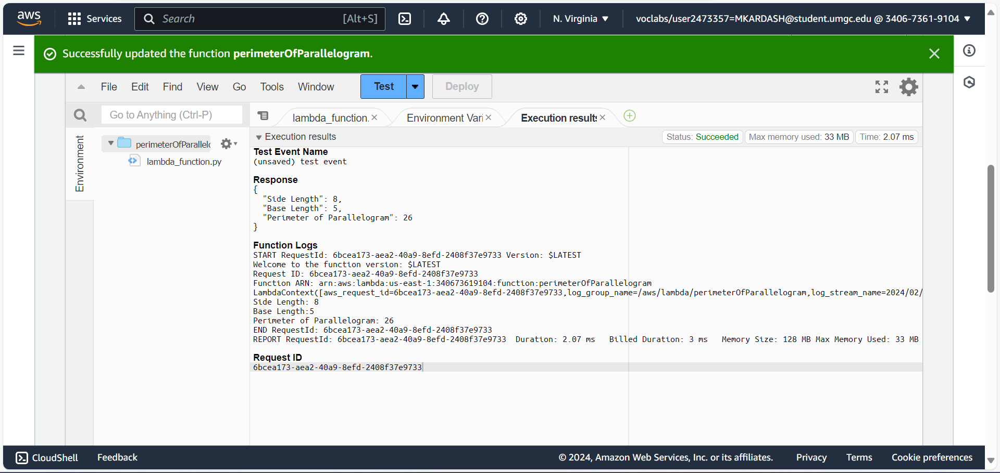 aws
Services
Search [Alt+S]
N. Virginia
voclabs/user2473357=MKARDASH@student.umgc.edu @ 3406-7361-9104
Successfully updated the function perimeterOfParallelogram.
File Edit Find View Go Tools Window Test Deploy
Go to Anything (Ctrl-P)
lambda_function.
Environment Vari
Execution results
Environment
perimeterOfParallelo
lambda_function.py
Execution results
Status: Succeeded
Max memory used: 33 MB
Time: 2.07 ms
Test Event Name
(unsaved) test event
Response
{
"Side Length": 8,
"Base Length": 5,
"Perimeter of Parallelogram": 26
}
Function Logs
START RequestId: 6bcea173-aea2-40a9-8efd-2408f37e9733 Version: $LATEST
Welcome to the function version: $LATEST
Request ID: 6bcea173-aea2-40a9-8efd-2408f37e9733
Function ARN: arn:aws:lambda:us-east-1:340673619104:function:perimeterOfParallelogram
LambdaContext([aws_request_id=6bcea173-aea2-40a9-8efd-2408f37e9733,log_group_name=/aws/lambda/perimeterOfParallelogram,log_stream_name=2024/02/
Side Length: 8
Base Length:5
Perimeter of Parallelogram: 26
END RequestId: 6bcea173-aea2-40a9-8efd-2408f37e9733
REPORT RequestId: 6bcea173-aea2-40a9-8efd-2408f37e9733 Duration: 2.07 ms Billed Duration: 3 ms Memory Size: 128 MB Max Memory Used: 33 MB
Request ID
6bcea173-aea2-40a9-8efd-2408f37e9733
CloudShell Feedback © 2024, Amazon Web Services, Inc. or its affiliates. Privacy Terms Cookie preferences